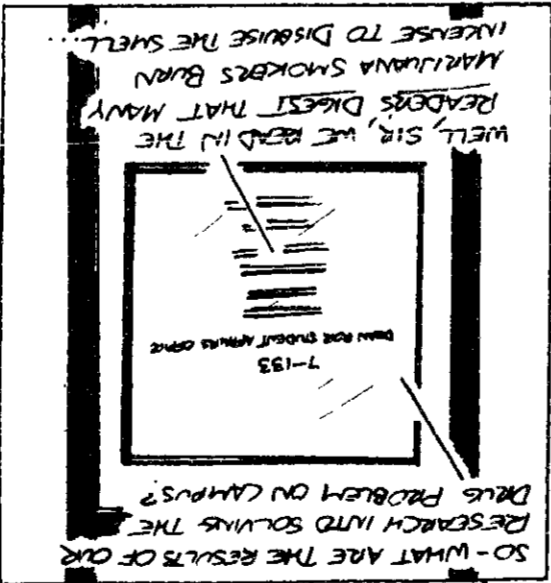 SO-WHAT ARE THE RESULTS OF OUR
RESEARCH INTO SOLVING THE
DRUG PROBLEM ON CAMPUS?
7-133
DEAN FOR STUDENT AFFAIRS OFFICE
WELL, SIR, WE READ IN THE
READERS DIGEST THAT MANY
MARIJUANA SMOKERS BURN
INCENSE TO DISGUISE THE SMELL...